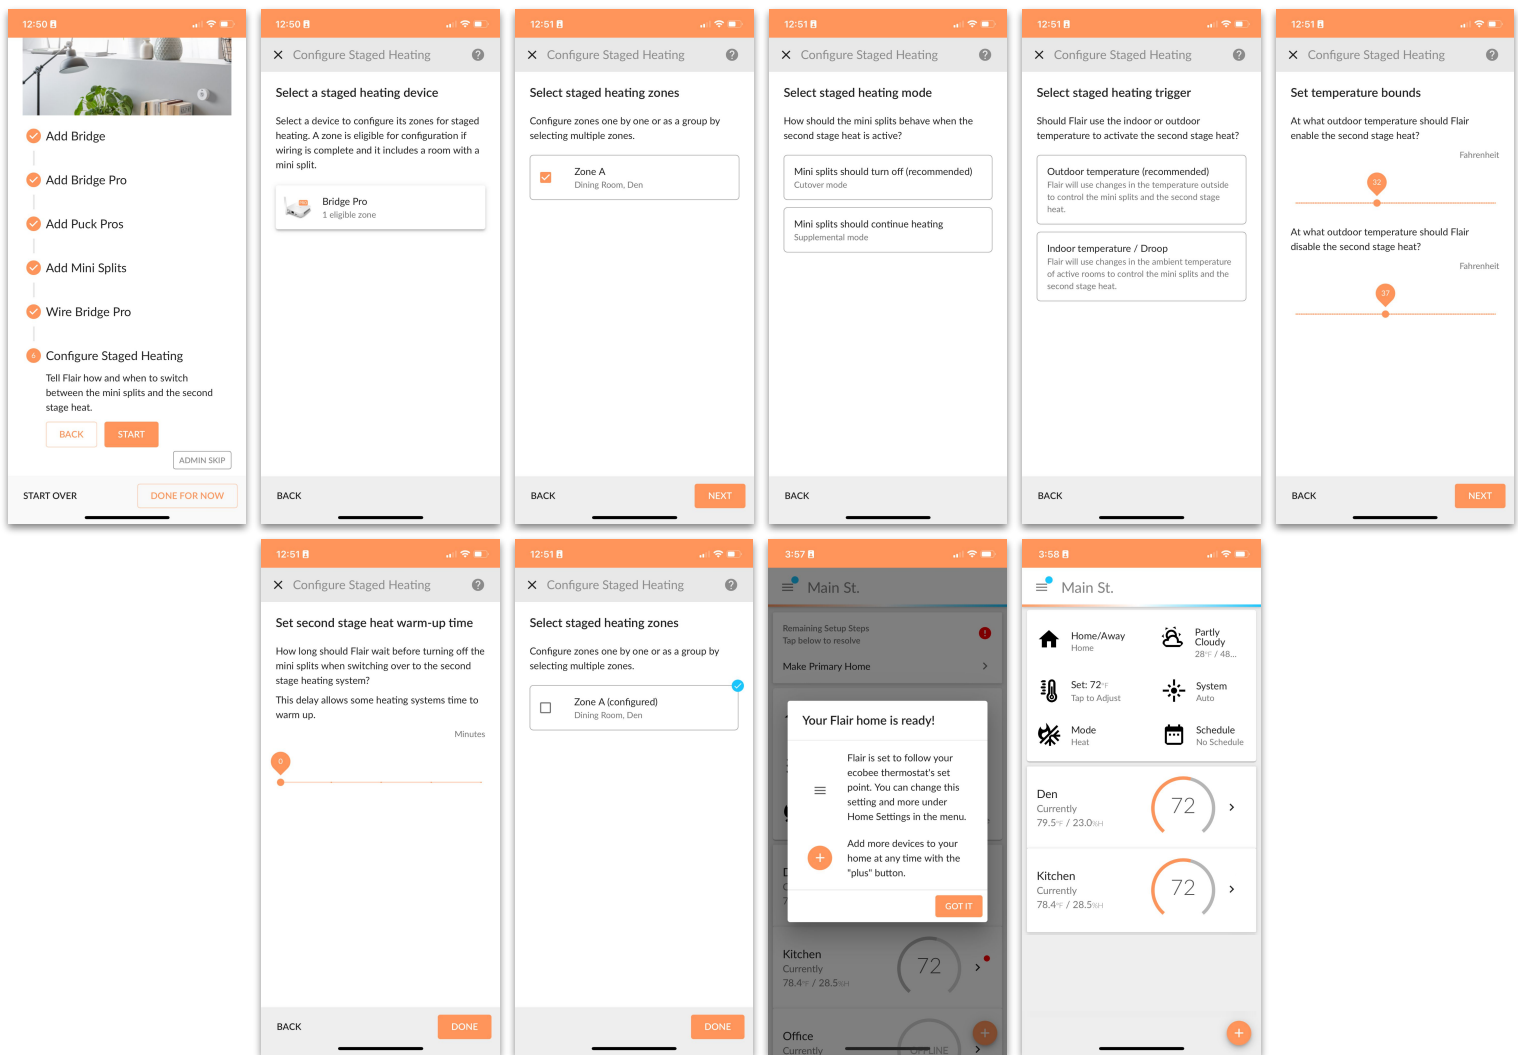 12:50
Add Bridge
Add Bridge Pro
Add Puck Pros
Add Mini Splits
Wire Bridge Pro
6
Configure Staged Heating
Tell Flair how and when to switch
between the mini splits and the second
stage heat.
BACK
START
ADMIN SKIP
START OVER
DONE FOR NOW
12:50
Configure Staged Heating
?
Select a staged heating device
Select a device to configure its zones for staged
heating. A zone is eligible for configuration if
wiring is complete and it includes a room with a
mini split.
Bridge Pro
1 eligible zone
BACK
12:51
Configure Staged Heating
?
Select staged heating zones
Configure zones one by one or as a group by
selecting multiple zones.
Zone A
Dining Room, Den
BACK
NEXT
12:51
Configure Staged Heating
?
Select staged heating mode
How should the mini splits behave when the
second stage heat is active?
Mini splits should turn off (recommended)
Cutover mode
Mini splits should continue heating
Supplemental mode
BACK
12:51
Configure Staged Heating
?
Select staged heating trigger
Should Flair use the indoor or outdoor
temperature to activate the second stage heat?
Outdoor temperature (recommended)
Flair will use changes in the temperature outside
to control the mini splits and the second stage
heat.
Indoor temperature / Droop
Flair will use changes in the ambient temperature
of active rooms to control the mini splits and the
second stage heat.
BACK
12:51
Configure Staged Heating
?
Set temperature bounds
At what outdoor temperature should Flair
enable the second stage heat?
Fahrenheit
32
At what outdoor temperature should Flair
disable the second stage heat?
Fahrenheit
37
BACK
NEXT
12:51
Configure Staged Heating
?
Set second stage heat warm-up time
How long should Flair wait before turning off the
mini splits when switching over to the second
stage heating system?
This delay allows some heating systems time to
warm up.
Minutes
0
BACK
DONE
12:51
Configure Staged Heating
?
Select staged heating zones
Configure zones one by one or as a group by
selecting multiple zones.
Zone A (configured)
Dining Room, Den
DONE
3:57
Main St.
Remaining Setup Steps
Tap below to resolve
Make Primary Home
Your Flair home is ready!
Flair is set to follow your
ecobee thermostat's set
point. You can change this
setting and more under
Home Settings in the menu.
Add more devices to your
home at any time with the
"plus" button.
GOT IT
Kitchen
Currently
78.4°F / 28.5%H
72
Office
Currently
OFFLINE
3:58
Main St.
Home/Away
Home
Partly
Cloudy
28°F / 48...
Set: 72°F
Tap to Adjust
System
Auto
Mode
Heat
Schedule
No Schedule
Den
Currently
79.5°F / 23.0%H
72
Kitchen
Currently
78.4°F / 28.5%H
72